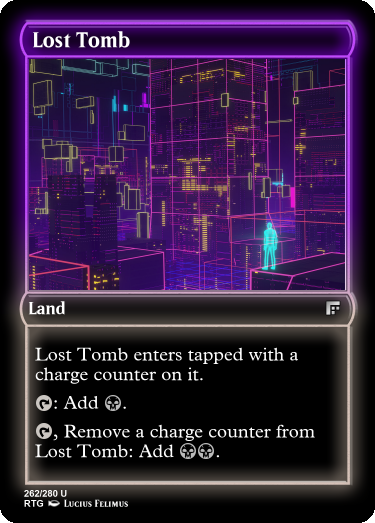 Lost Tomb
Land
Lost Tomb enters tapped with a
charge counter on it.
: Add .
, Remove a charge counter from
Lost Tomb: Add .
262/280 U
RTG Lucius Felimus